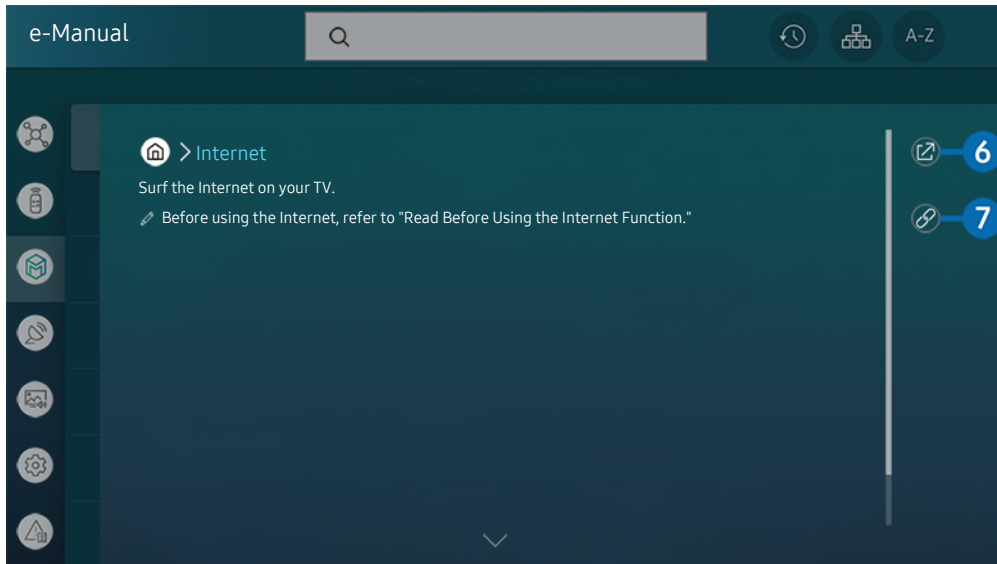 e-Manual
A-Z
> Internet
6
Surf the Internet on your TV.
7
Before using the Internet, refer to "Read Before Using the Internet Function."